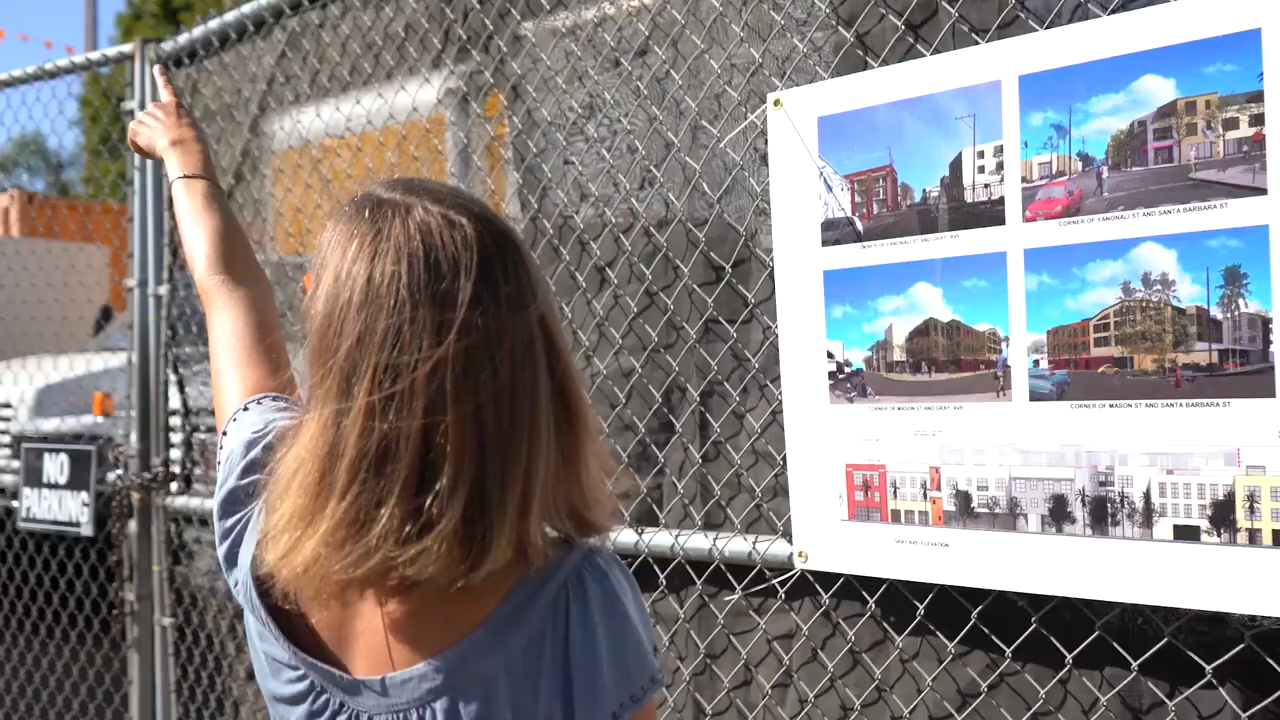 NO
PARKING
CORNER OF YANONALI ST AND GRAY AVE
CORNER OF YANONALI ST AND SANTA BARBARA ST
CORNER OF MASON ST AND GRAY AVE
CORNER OF MASON ST AND SANTA BARBARA ST
GRAY AVE ELEVATION